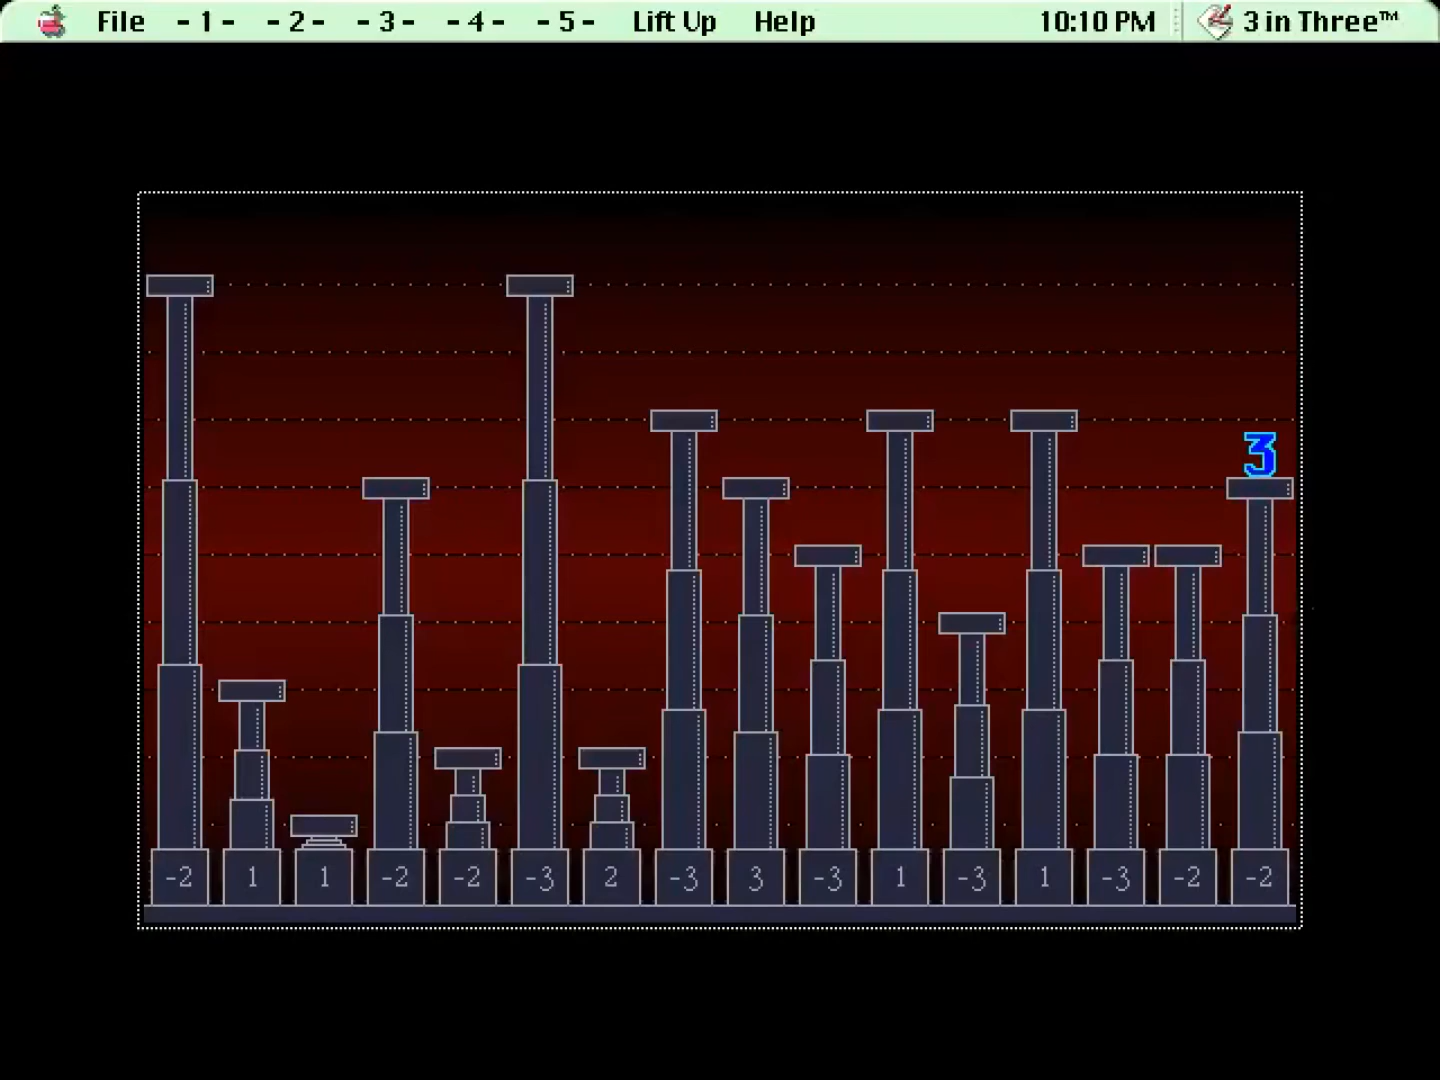 File - 1 - - 2 - - 3 - - 4 - - 5 - Lift Up Help 10:10 PM 3 in Three™
3
-2 1 1 -2 -2 -3 2 -3 3 -3 1 -3 1 -3 -2 -2